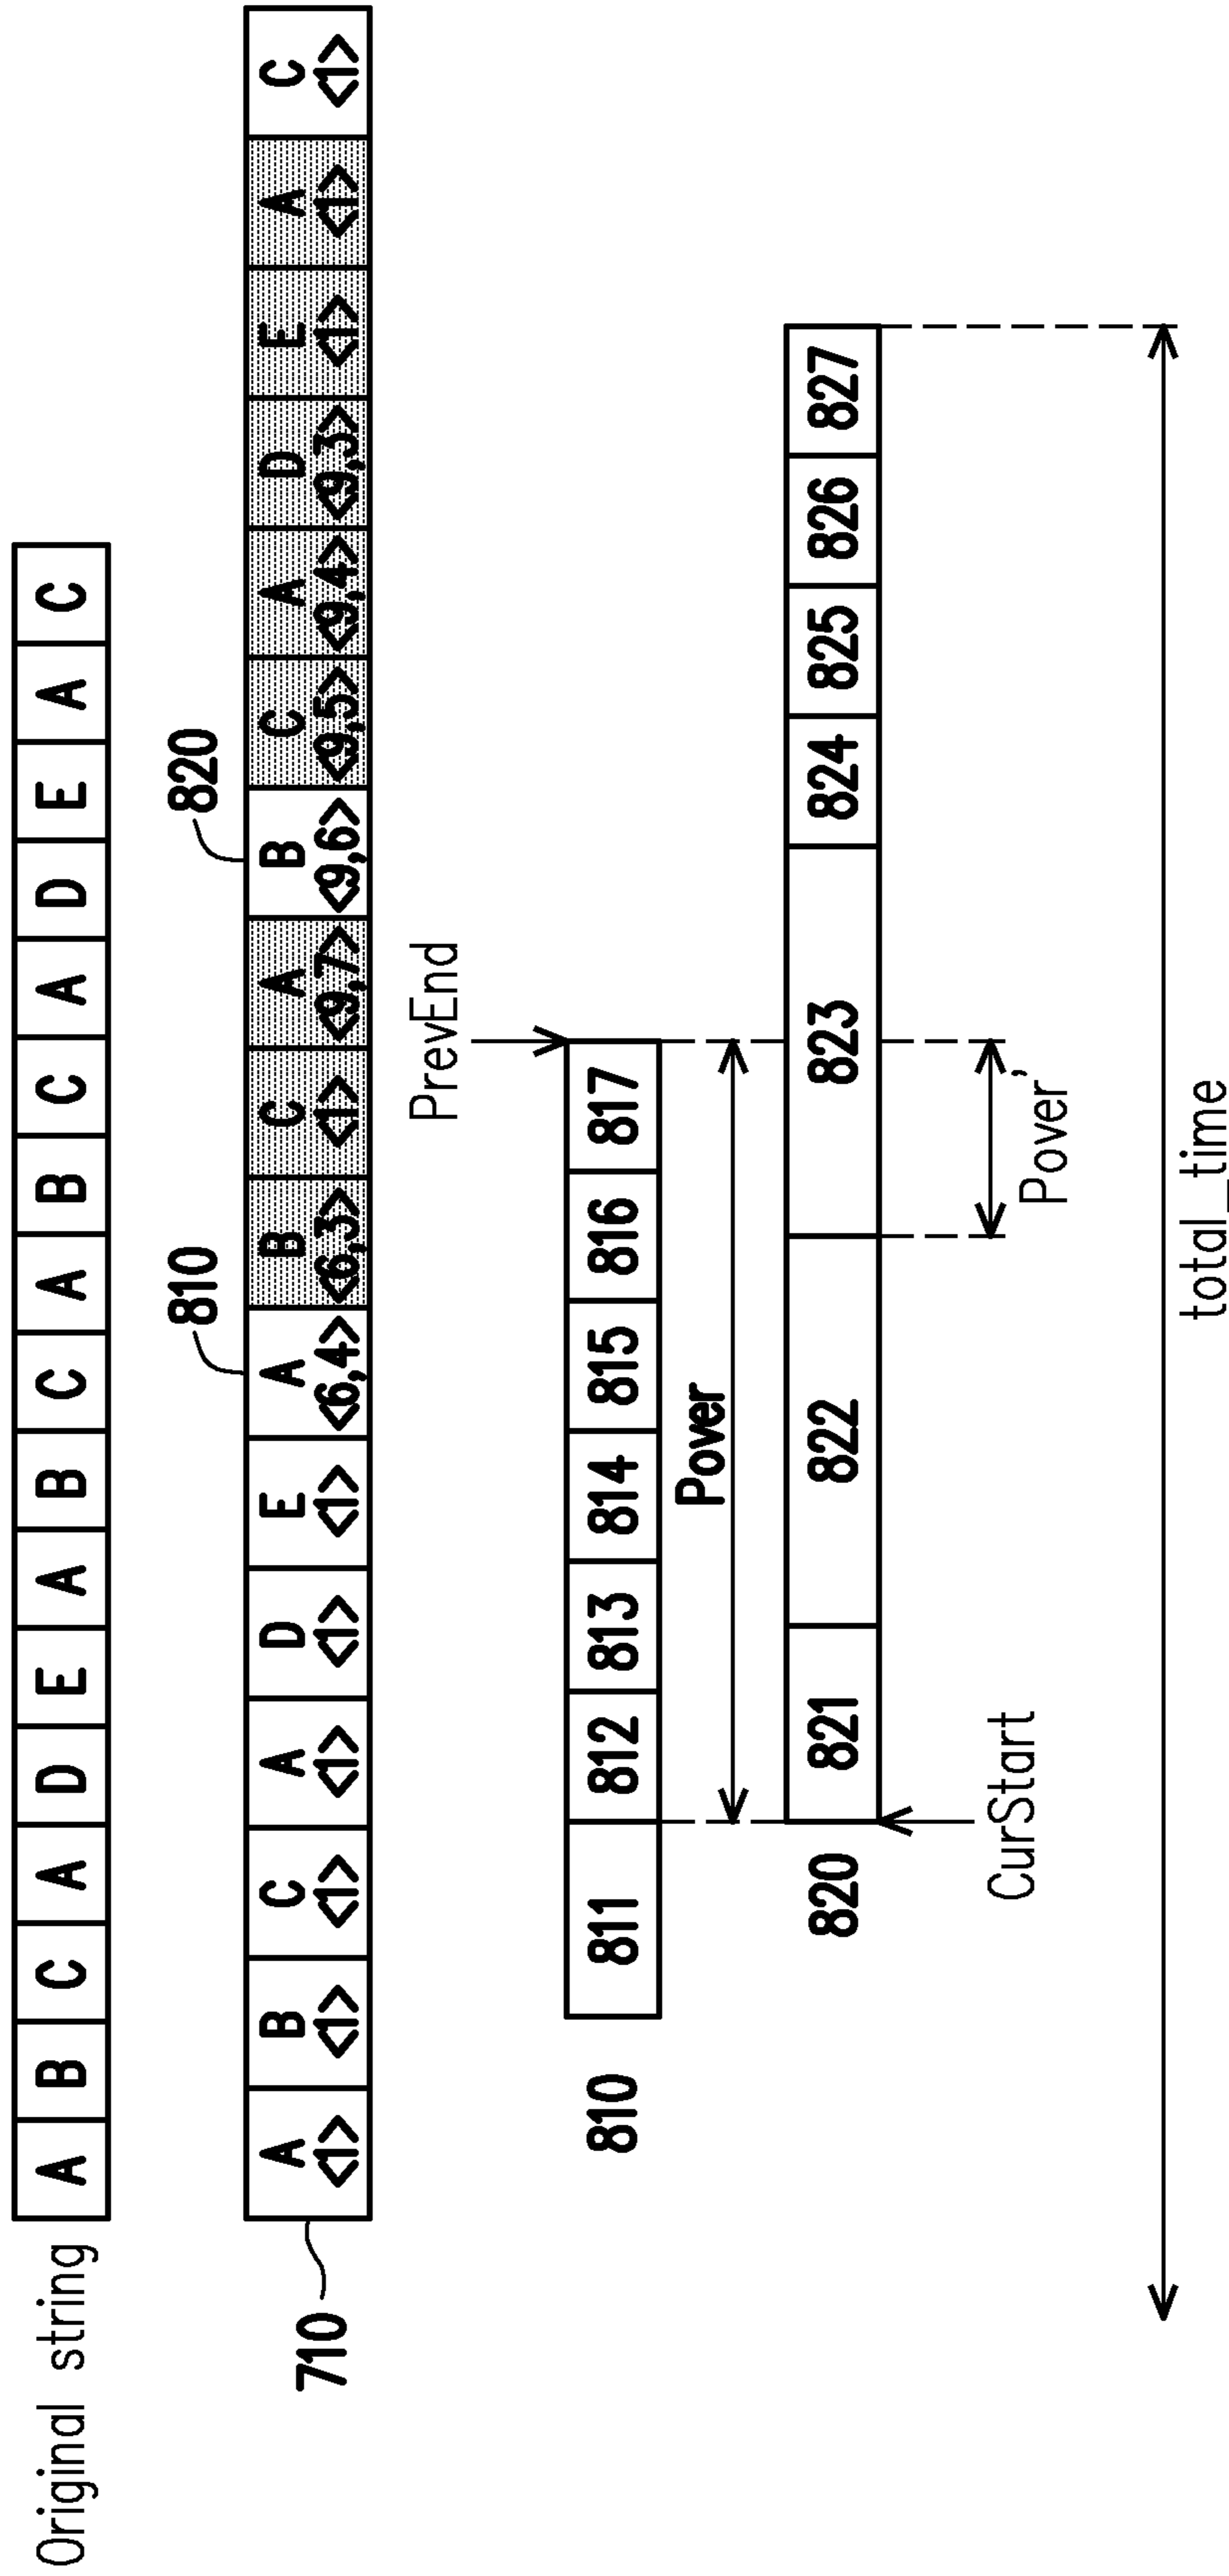 Original string A B C A D E A B C A B C A D E A C
810 820
710 A B C A D E A B C A B C A D E A C
<1> <1> <1> <1> <1> <1> <6,4> <6,3> <1> <9,7> <9,6> <9,5> <9,4> <9,3> <1> <1> <1>
PrevEnd
810 811 812 813 814 815 816 817
Pover
820 821 822 823 824 825 826 827
CurStart Pover'
total_time